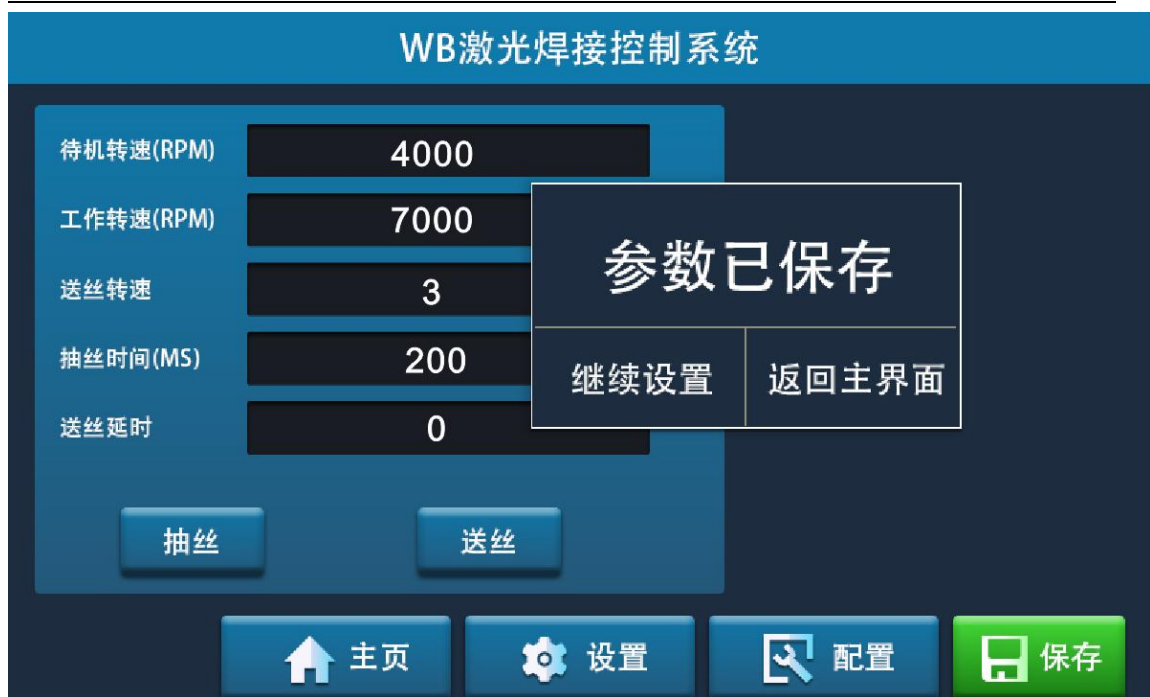 WB激光焊接控制系统
待机转速(RPM) 4000
工作转速(RPM) 7000
送丝转速 3
抽丝时间(MS) 200
送丝延时 0
参数已保存
继续设置 返回主界面
抽丝 送丝
主页 设置 配置 保存